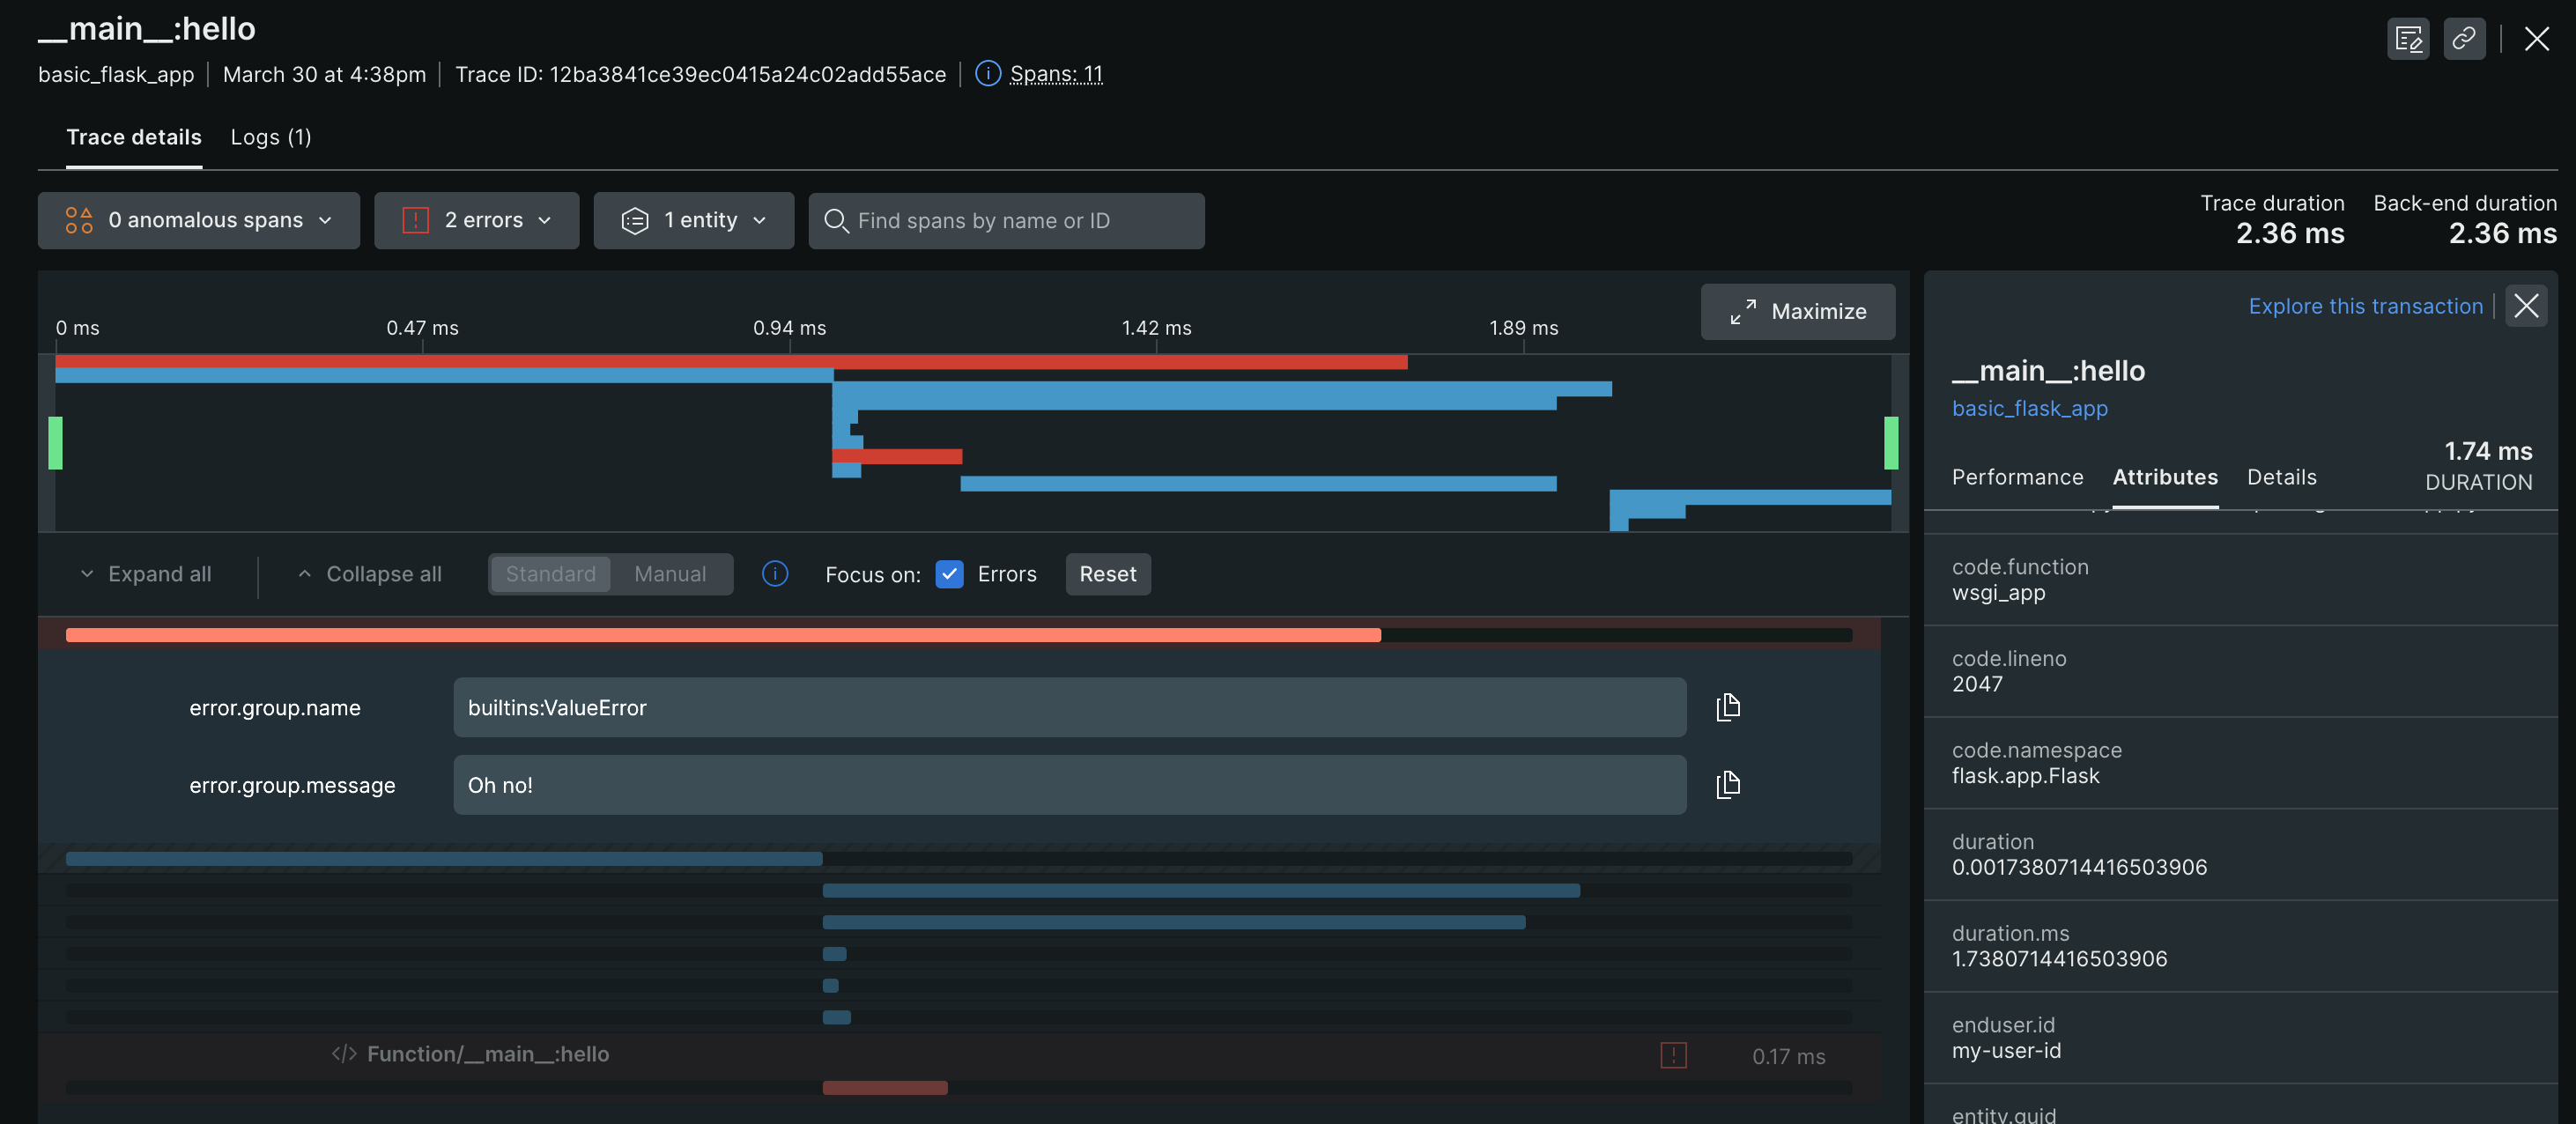 __main__:hello
basic_flask_app
March 30 at 4:38pm
Trace ID: 12ba3841ce39ec0415a24c02add55ace
Spans: 11
Trace details
Logs (1)
0 anomalous spans
2 errors
1 entity
Find spans by name or ID
Trace duration
2.36 ms
Back-end duration
2.36 ms
0 ms
0.47 ms
0.94 ms
1.42 ms
1.89 ms
Maximize
Expand all
Collapse all
Standard
Manual
Focus on:
Errors
Reset
error.group.name
builtins:ValueError
error.group.message
Oh no!
Function/__main__:hello
0.17 ms
Explore this transaction
__main__:hello
basic_flask_app
1.74 ms
DURATION
Performance
Attributes
Details
code.function
wsgi_app
code.lineno
2047
code.namespace
flask.app.Flask
duration
0.0017380714416503906
duration.ms
1.7380714416503906
enduser.id
my-user-id
entity.guid